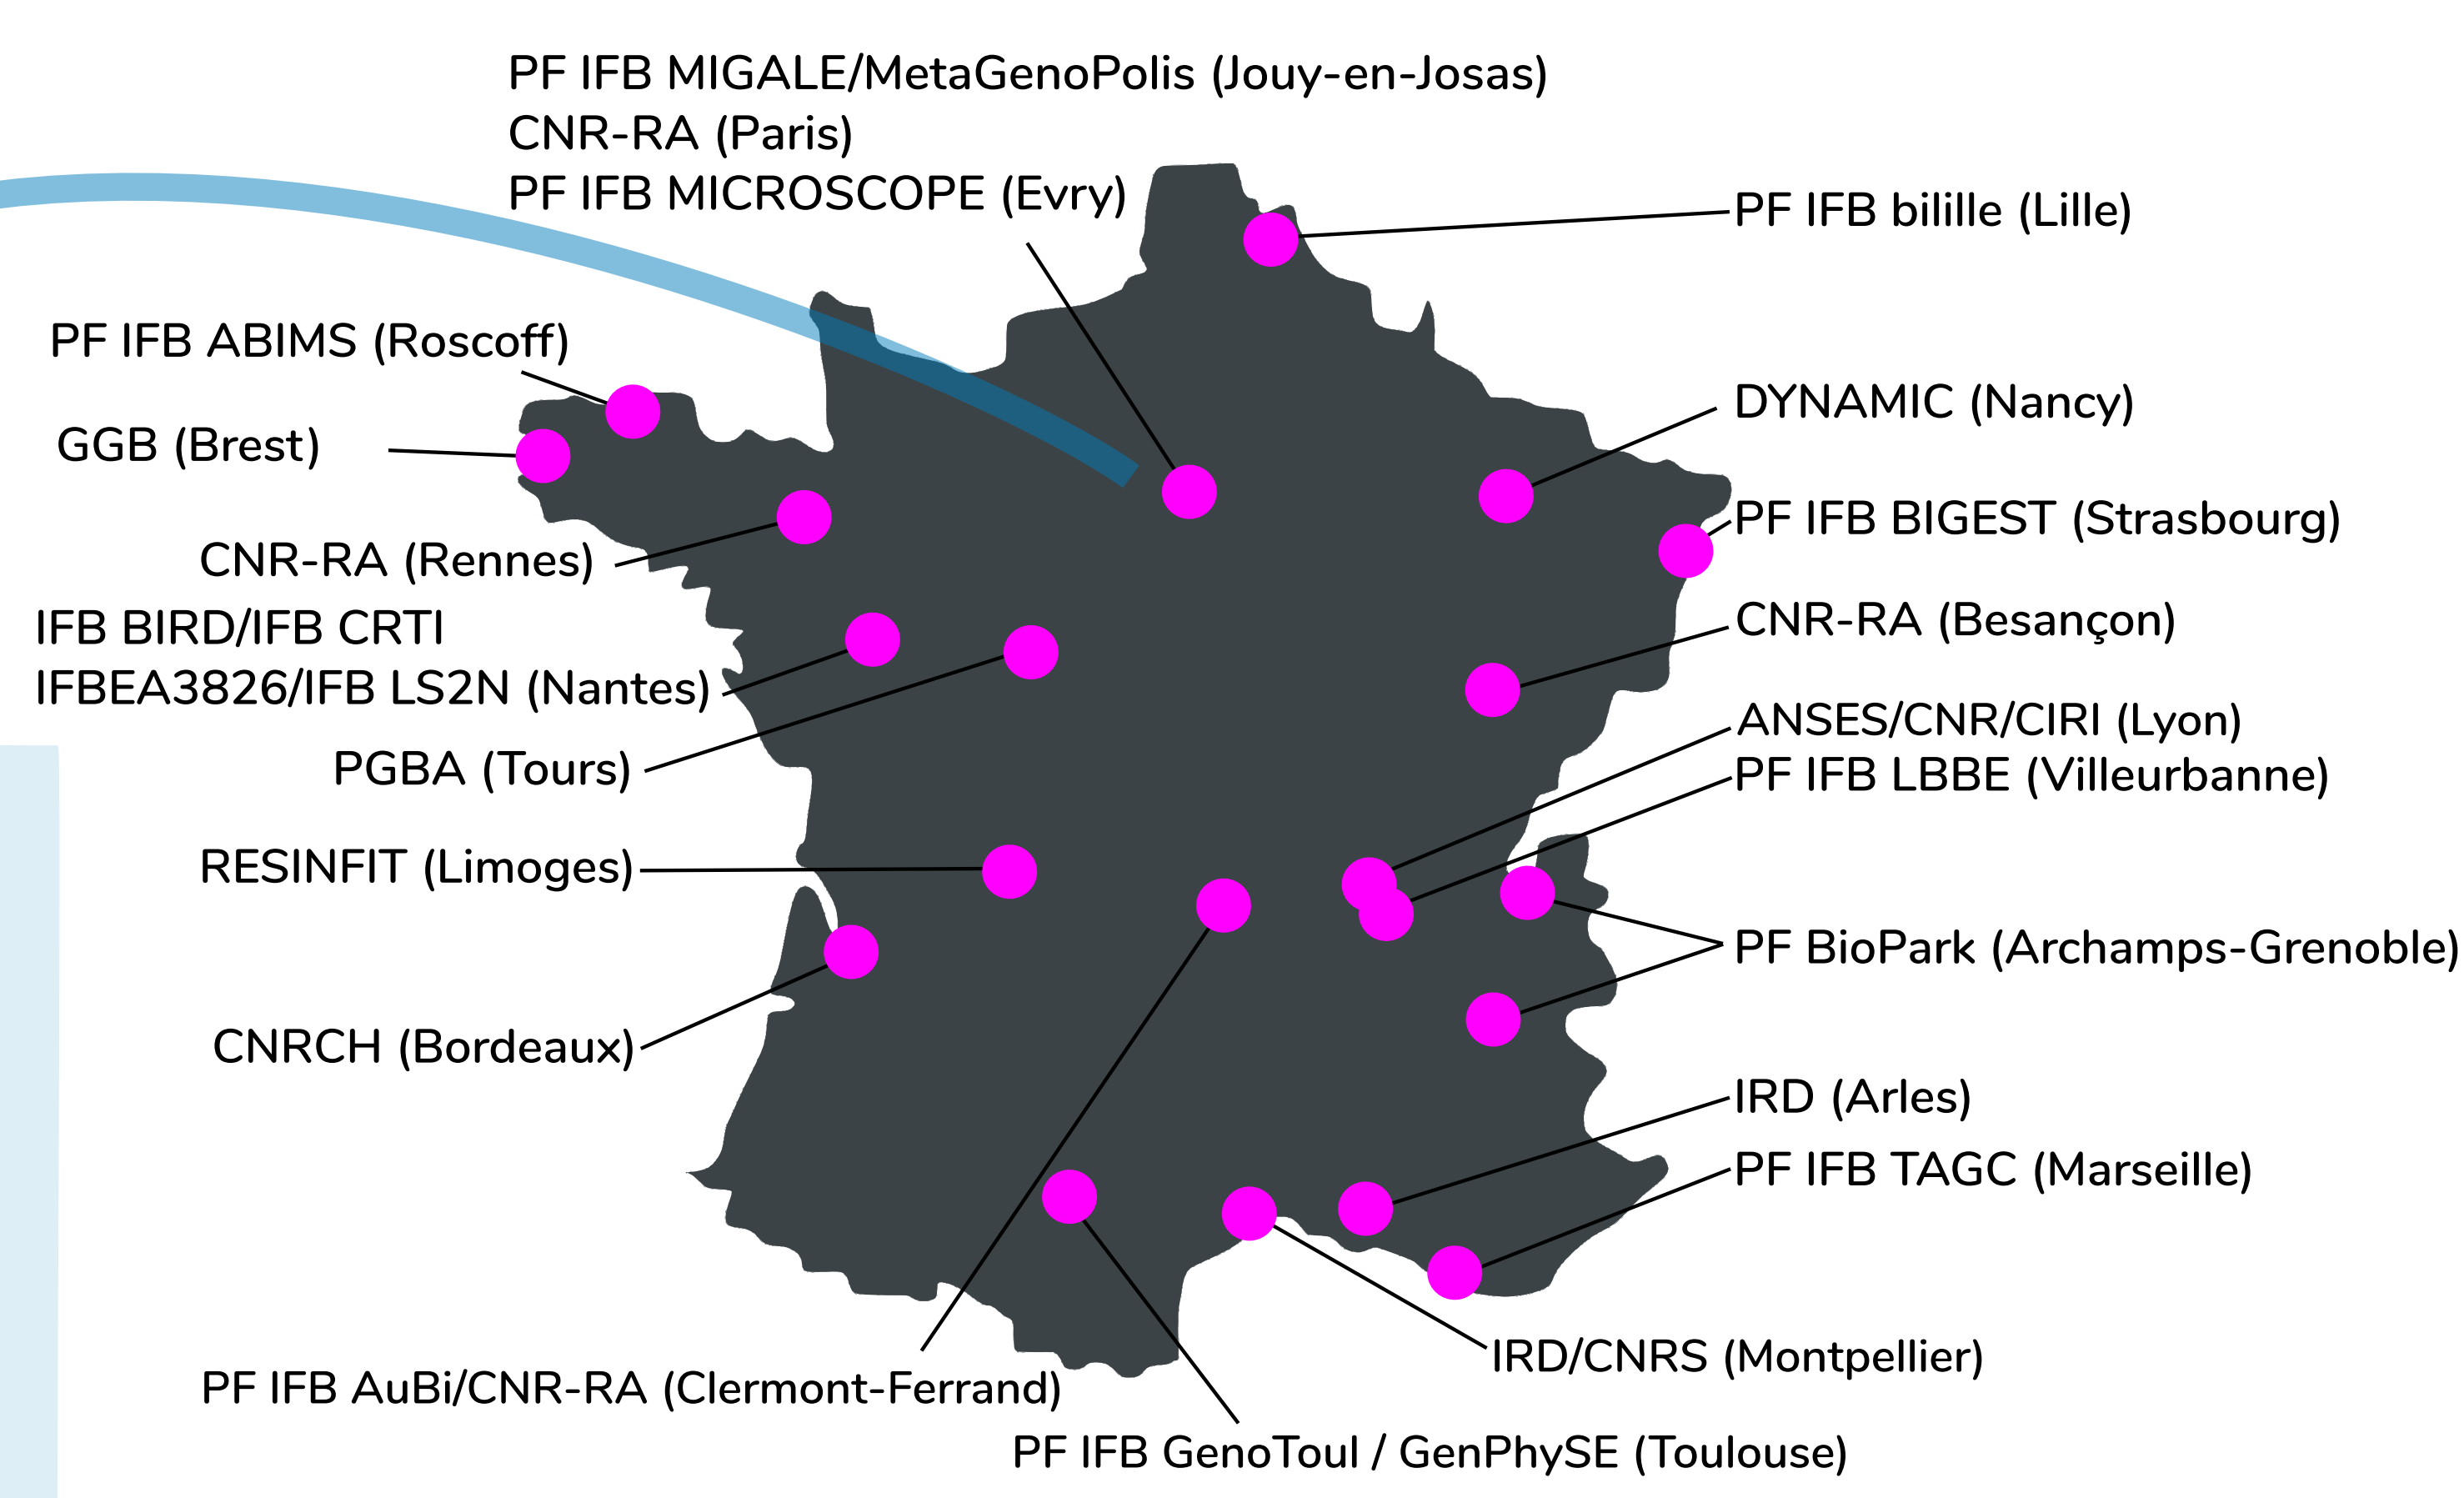 PF IFB MIGALE/MetaGenoPolis (Jouy-en-Josas)
CNR-RA (Paris)
PF IFB MICROSCOPE (Evry)
PF IFB bilille (Lille)
PF IFB ABIMS (Roscoff)
GGB (Brest)
DYNAMIC (Nancy)
PF IFB BIGEST (Strasbourg)
CNR-RA (Rennes)
CNR-RA (Besançon)
IFB BIRD/IFB CRTI
IFBEA3826/IFB LS2N (Nantes)
ANSES/CNR/CIRI (Lyon)
PF IFB LBBE (Villeurbanne)
PGBA (Tours)
RESINFIT (Limoges)
PF BioPark (Archamps-Grenoble)
CNRCH (Bordeaux)
IRD (Arles)
PF IFB TAGC (Marseille)
IRD/CNRS (Montpellier)
PF IFB AuBi/CNR-RA (Clermont-Ferrand)
PF IFB GenoToul / GenPhySE (Toulouse)